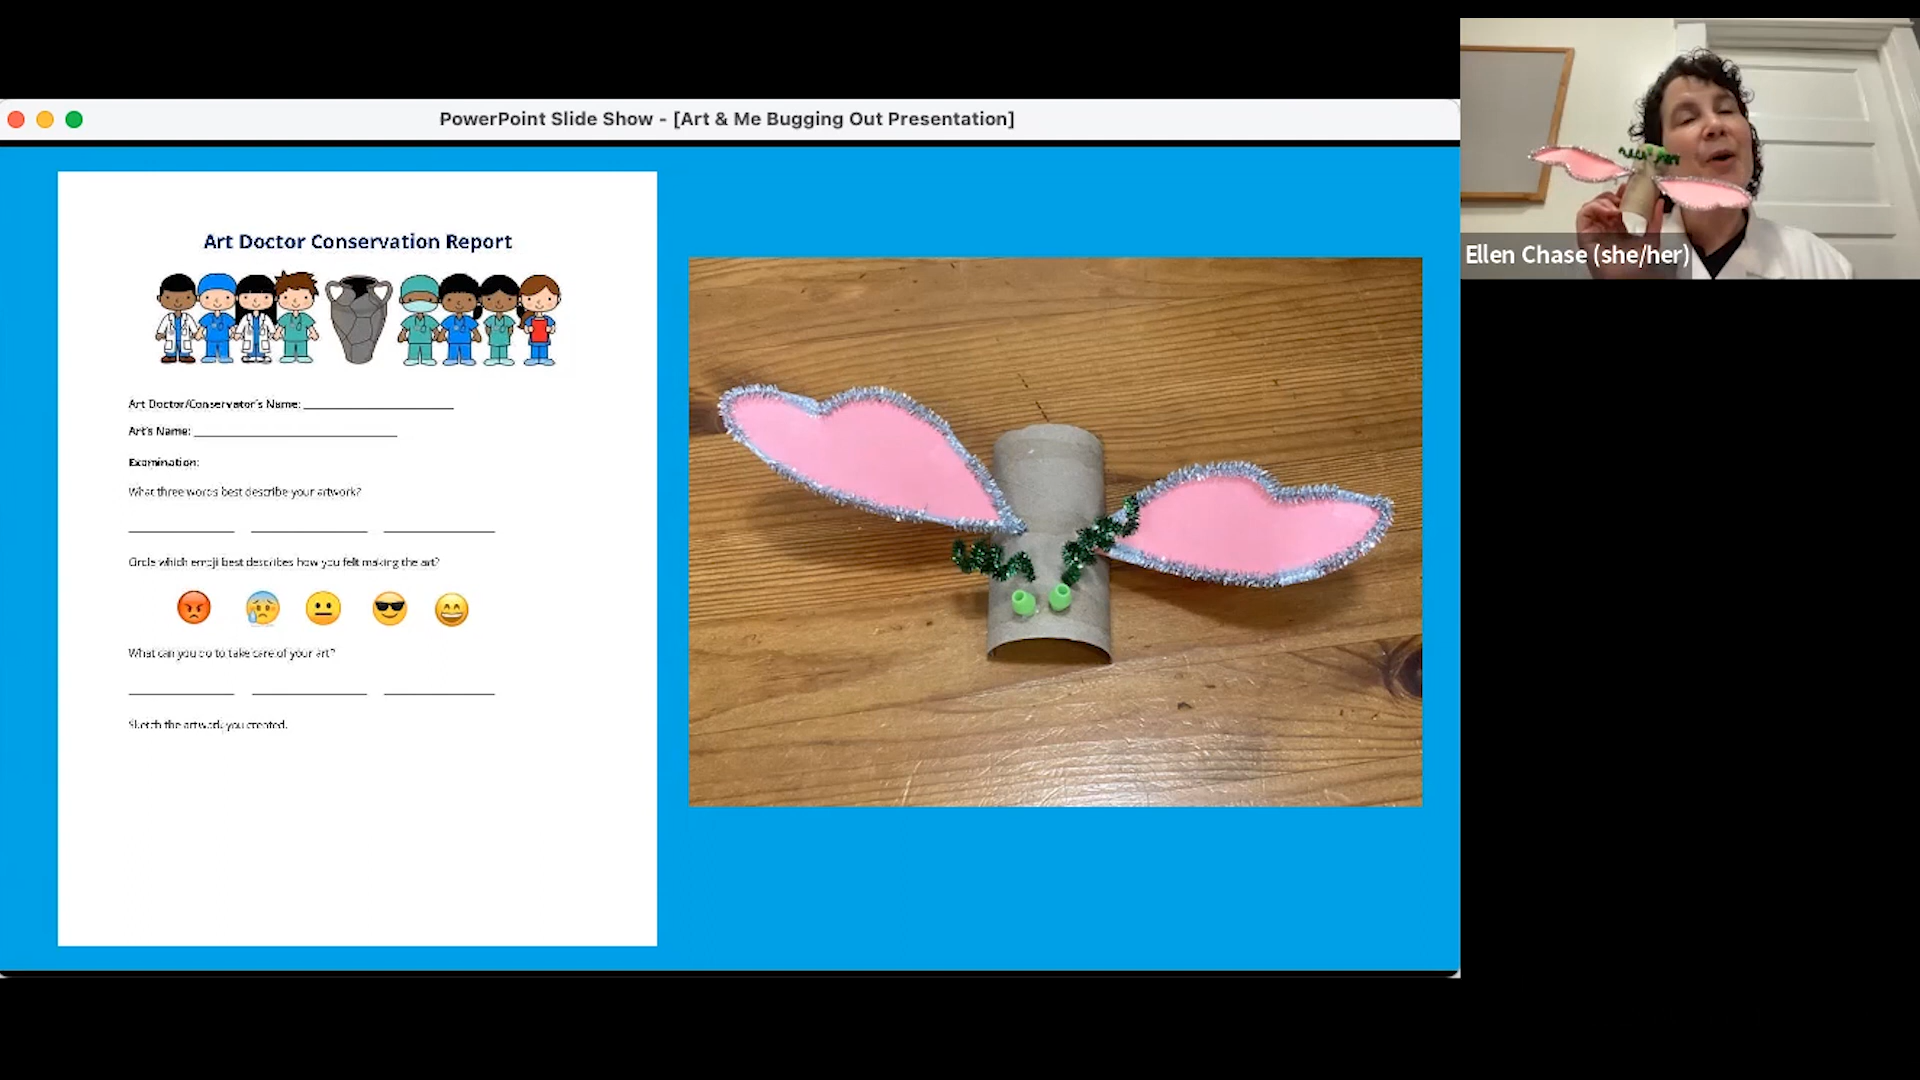 PowerPoint Slide Show - [Art & Me Bugging Out Presentation]
Art Doctor Conservation Report
Art Doctor/Conservator's Name:
Art's Name:
Examination:
What three words best describe your artwork?
Circle which emoji best describes how you felt making the art?
What can you do to take care of your art?
Sketch the artwork you created.
Ellen Chase (she/her)